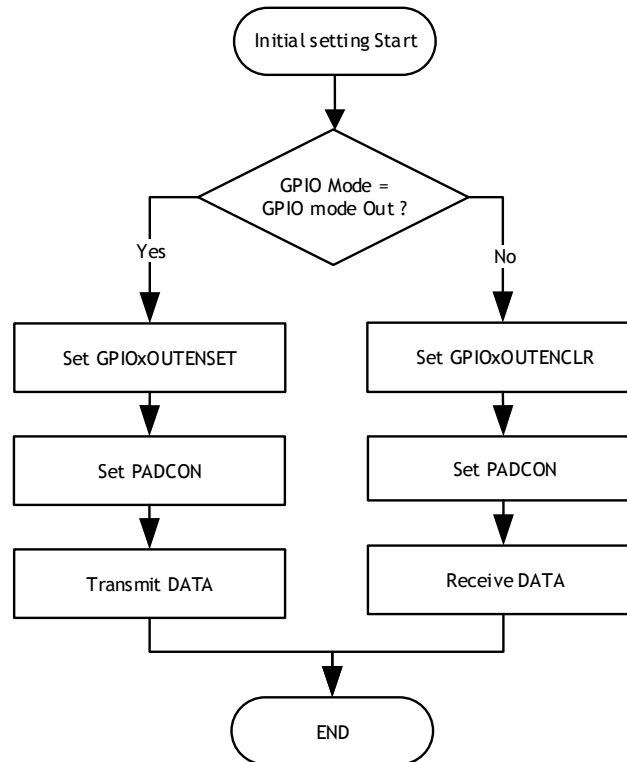 Initial setting Start
GPIO Mode =
GPIO mode Out ?
Yes
No
Set GPIOxOUTENSET
Set GPIOxOUTENCLR
Set PADCON
Set PADCON
Transmit DATA
Receive DATA
END